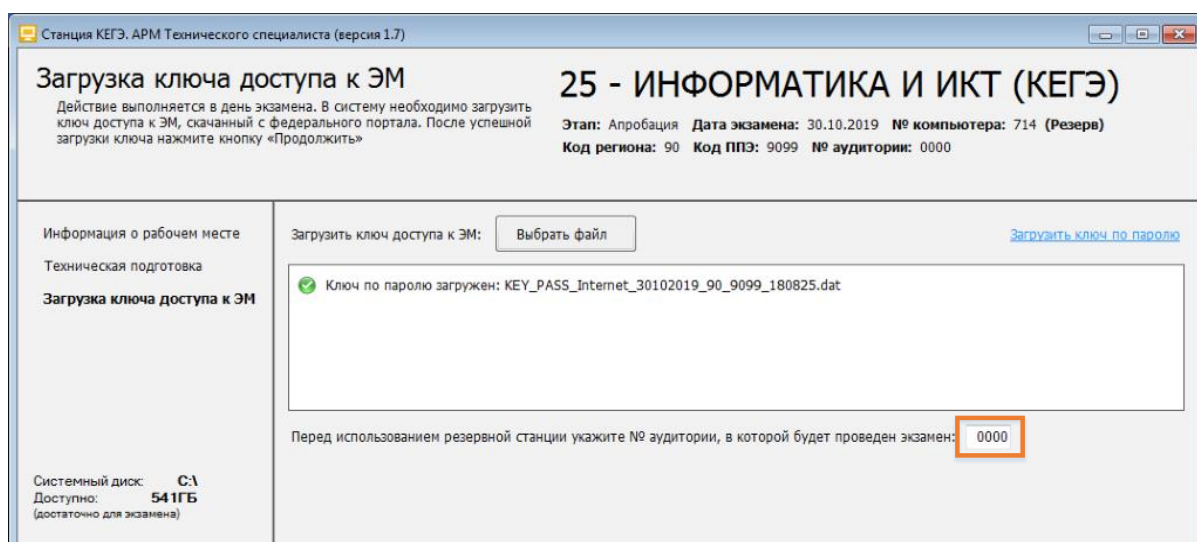 Станция КЕГЭ. АРМ Технического специалиста (версия 1.7)
Загрузка ключа доступа к ЭМ
Действие выполняется в день экзамена. В систему необходимо загрузить
ключ доступа к ЭМ, скачанный с федерального портала. После успешной
загрузки ключа нажмите кнопку «Продолжить»
25 - ИНФОРМАТИКА И ИКТ (КЕГЭ)
Этап: Апробация Дата экзамена: 30.10.2019 № компьютера: 714 (Резерв)
Код региона: 90 Код ППЭ: 9099 № аудитории: 0000
Информация о рабочем месте
Техническая подготовка
Загрузка ключа доступа к ЭМ
Загрузить ключ доступа к ЭМ: Выбрать файл Загрузить ключ по паролю
Ключ по паролю загружен: KEY_PASS_Internet_30102019_90_9099_180825.dat
Перед использованием резервной станции укажите № аудитории, в которой будет проведен экзамен: 0000
Системный диск: C:\
Доступно: 541ГБ
(достаточно для экзамена)